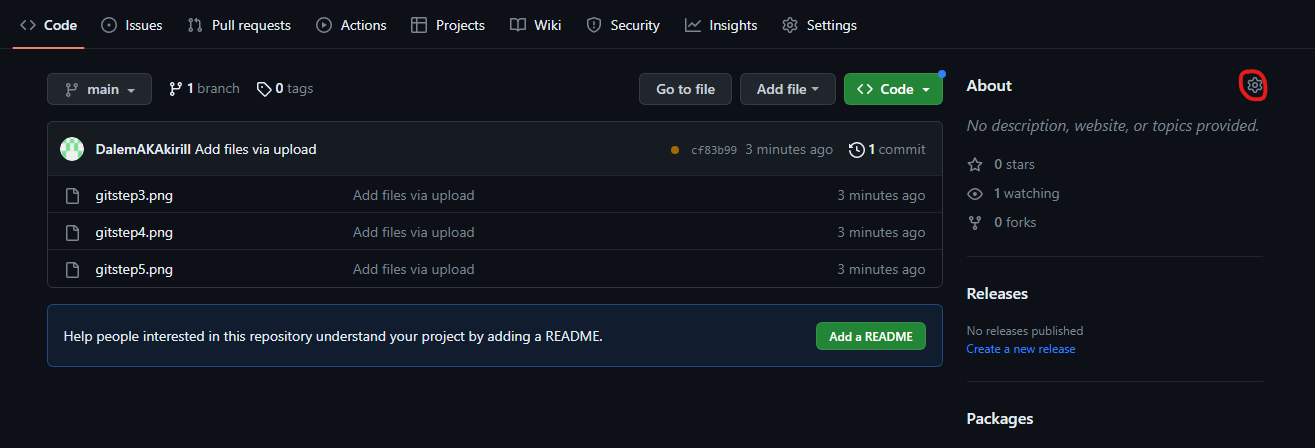 Code Issues Pull requests Actions Projects Wiki Security Insights Settings
main 1 branch 0 tags Go to file Add file Code
DalemAKAkirill Add files via upload cf83b99 3 minutes ago 1 commit
gitstep3.png Add files via upload 3 minutes ago
gitstep4.png Add files via upload 3 minutes ago
gitstep5.png Add files via upload 3 minutes ago
Help people interested in this repository understand your project by adding a README. Add a README
About
No description, website, or topics provided.
0 stars
1 watching
0 forks
Releases
No releases published
Create a new release
Packages